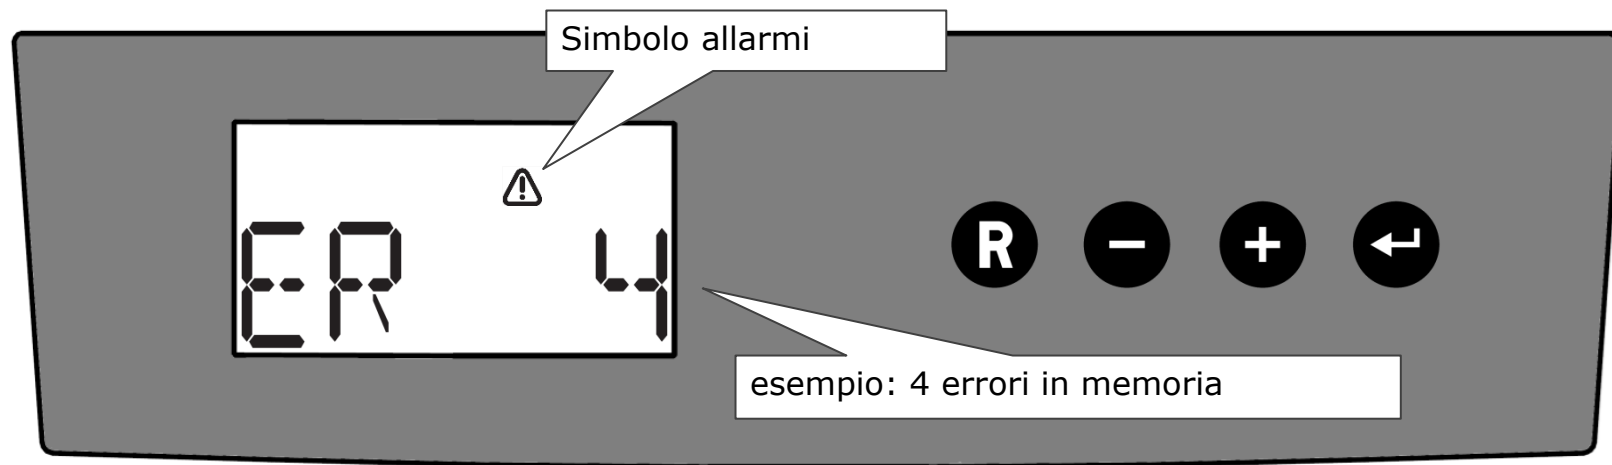 Simbolo allarmi
ER 4
R - +
esempio: 4 errori in memoria